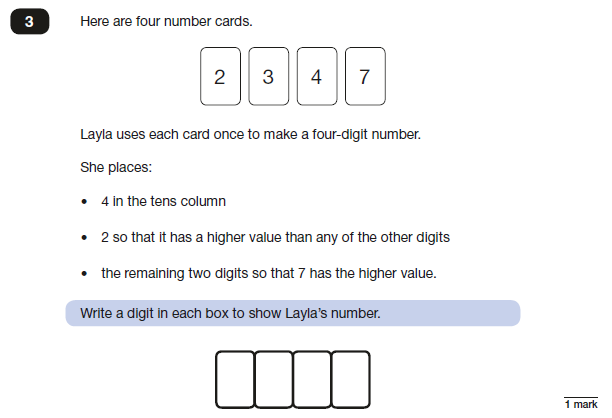 3 Here are four number cards.
2 3 4 7
Layla uses each card once to make a four-digit number.
She places:
• 4 in the tens column
• 2 so that it has a higher value than any of the other digits
• the remaining two digits so that 7 has the higher value.
Write a digit in each box to show Layla’s number.
1 mark